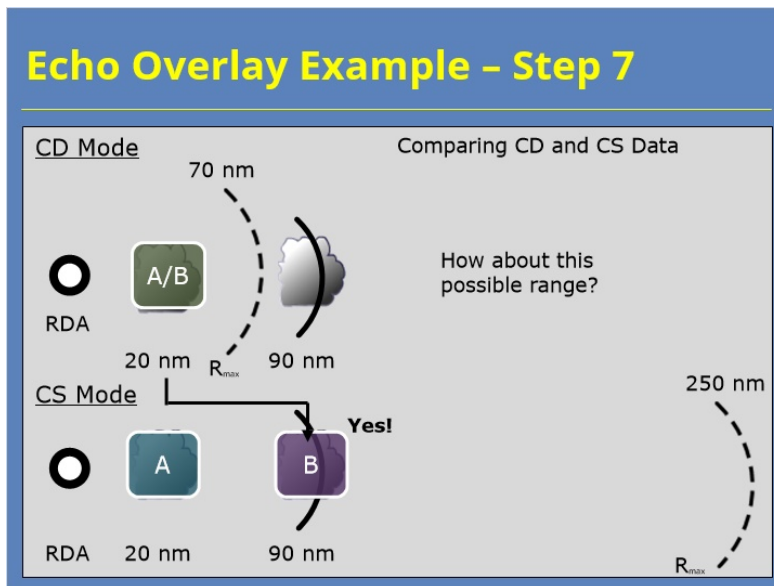 Echo Overlay Example – Step 7
CD Mode
Comparing CD and CS Data
70 nm
A/B
How about this
possible range?
RDA
20 nm
Rmax
90 nm
CS Mode
250 nm
Yes!
A
B
RDA
20 nm
90 nm
Rmax